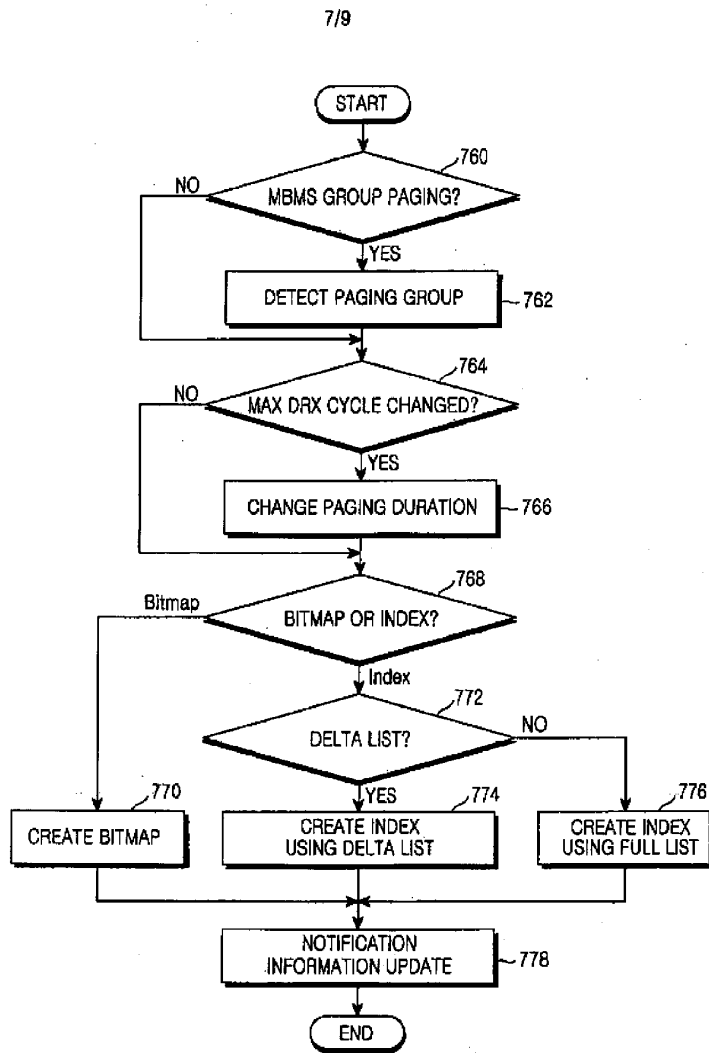 7/9
START
760
NO
MBMS GROUP PAGING?
YES
DETECT PAGING GROUP
762
764
NO
MAX DRX CYCLE CHANGED?
YES
CHANGE PAGING DURATION
766
768
Bitmap
BITMAP OR INDEX?
Index
772
NO
DELTA LIST?
770
YES
774
776
CREATE BITMAP
CREATE INDEX
USING DELTA LIST
CREATE INDEX
USING FULL LIST
NOTIFICATION
INFORMATION UPDATE
778
END